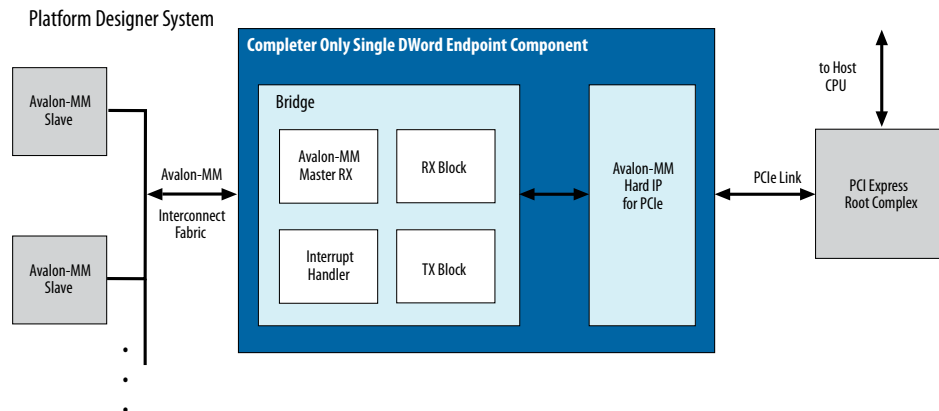 Platform Designer System
Completer Only Single DWord Endpoint Component
to Host
CPU
Avalon-MM
Slave
Bridge
Avalon-MM
Master RX
RX Block
Avalon-MM
Hard IP
for PCIe
Avalon-MM
Interconnect
Fabric
PCIe Link
PCI Express
Root Complex
Avalon-MM
Slave
Interrupt
Handler
TX Block